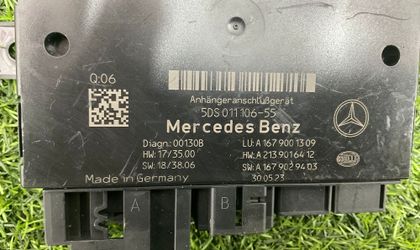 Q:06
Anhängeranschlußgerät
5DS 011 106-55
Mercedes Benz
Diagn: 00130B LU: A 167 900 13 09
HW: 17/35.00 HW: A 213 901 64 12
SW: 18/38.06 SW: A 167 902 94 03
Made in Germany 30.05.23
HELLA
A B